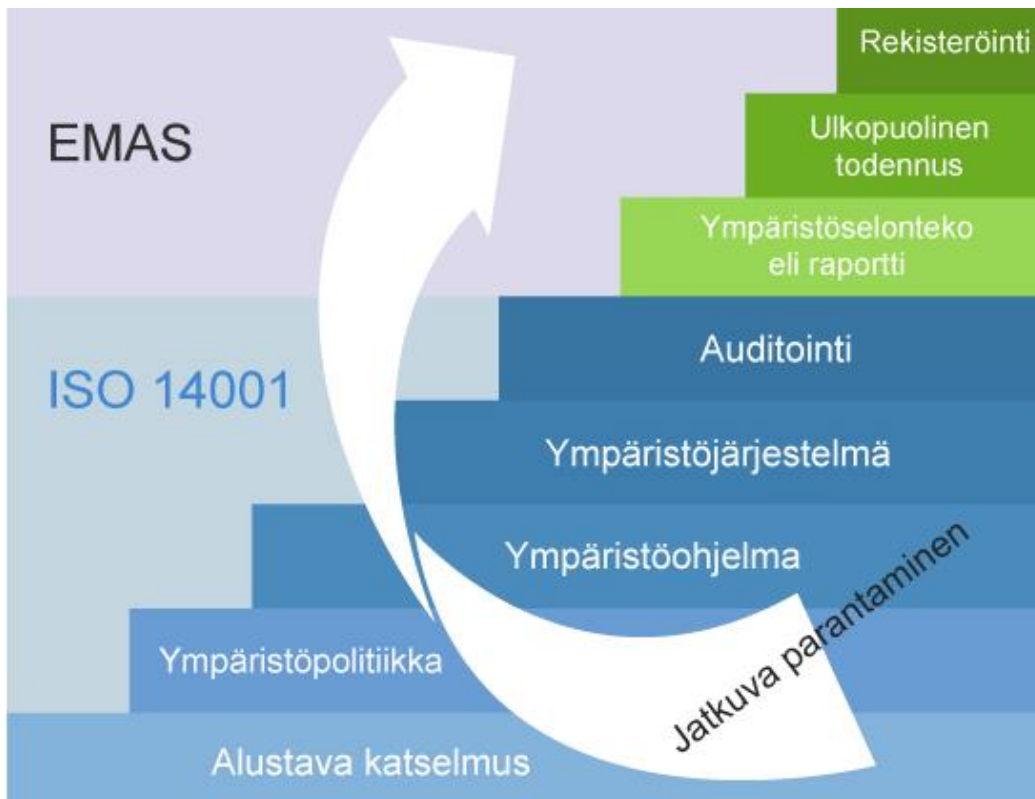 Rekisteröinti
EMAS
Ulkopuolinen
todennus
Ympäristöselonteko
eli raportti
Auditointi
ISO 14001
Ympäristöjärjestelmä
Ympäristöohjelma
Ympäristöpolitiikka
Jatkuva parantaminen
Alustava katselmus